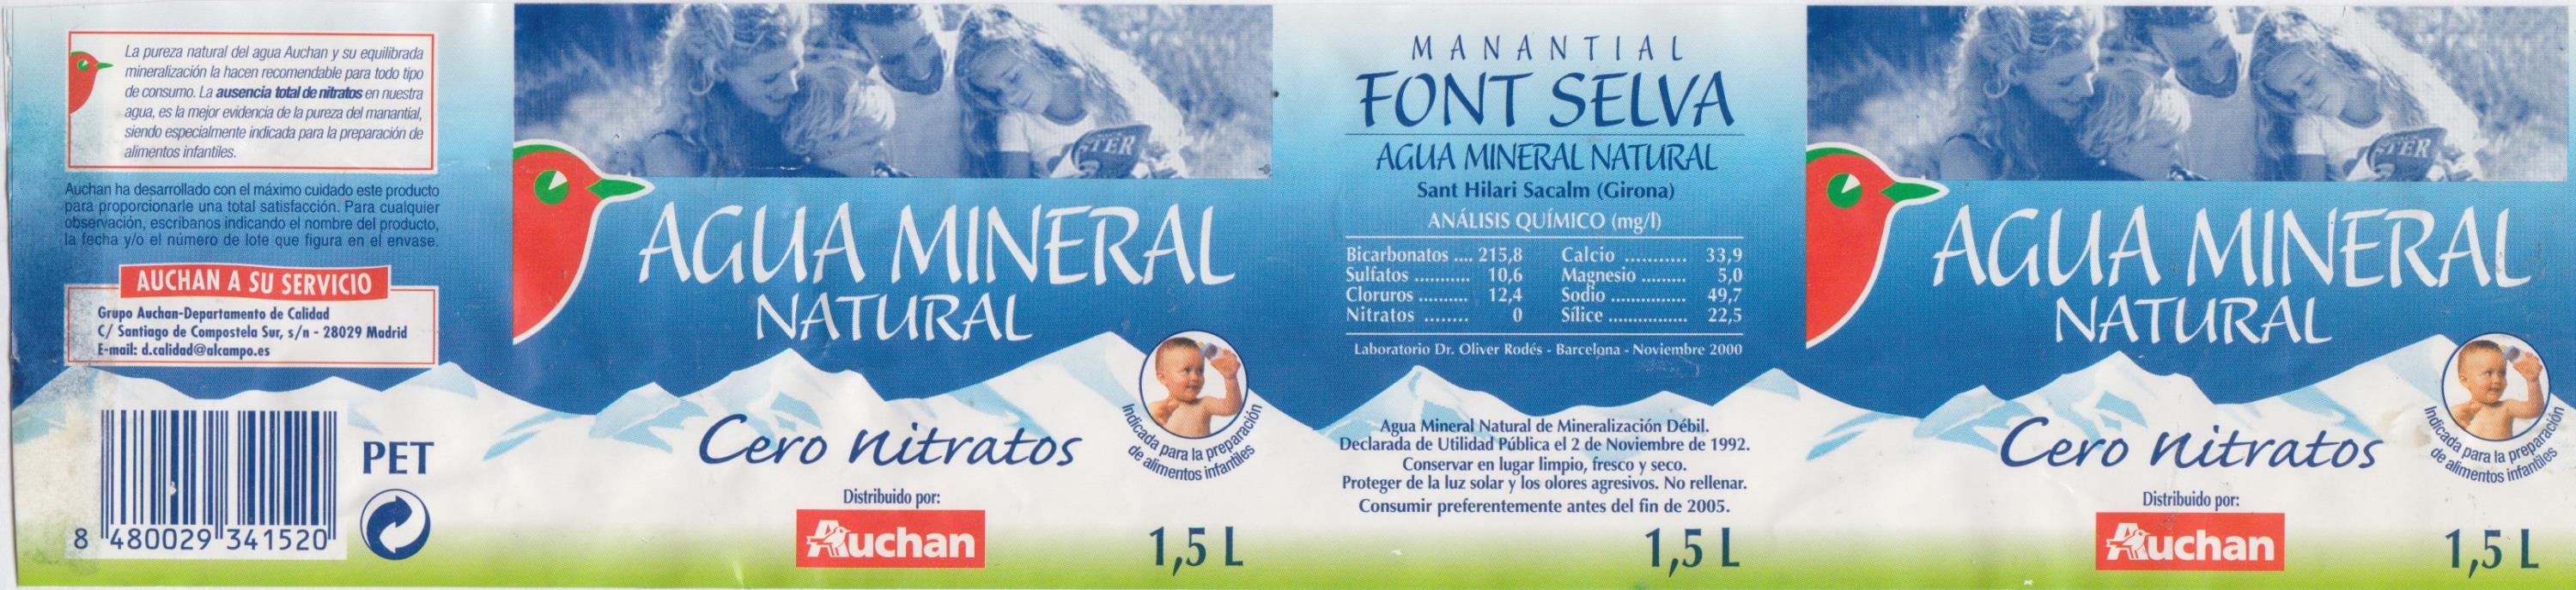 La pureza natural del agua Auchan y su equilibrada
mineralización la hacen recomendable para todo tipo
de consumo. La ausencia total de nitratos en nuestra
agua, es la mejor evidencia de la pureza del manantial,
siendo especialmente indicada para la preparación de
alimentos infantiles.
Auchan ha desarrollado con el máximo cuidado este producto
para proporcionarle una total satisfacción. Para cualquier
observación, escríbanos indicando el nombre del producto,
la fecha y/o el número de lote que figura en el envase.
AUCHAN A SU SERVICIO
Grupo Auchan-Departamento de Calidad
C/ Santiago de Compostela Sur, s/n - 28029 Madrid
E-mail: d.calidad@alcampo.es
8 480029 341520
PET
TER
AGUA MINERAL
NATURAL
Cero nitratos
Indicada para la preparación
de alimentos infantiles
Distribuido por:
Auchan
1,5 L
MANANTIAL
FONT SELVA
AGUA MINERAL NATURAL
Sant Hilari Sacalm (Girona)
ANÁLISIS QUÍMICO (mg/l)
Bicarbonatos .... 215,8 Calcio ........... 33,9
Sulfatos ........... 10,6 Magnesio ......... 5,0
Cloruros .......... 12,4 Sodio ............... 49,7
Nitratos ........ 0 Sílice ................ 22,5
Laboratorio Dr. Oliver Rodés - Barcelona - Noviembre 2000
Agua Mineral Natural de Mineralización Débil.
Declarada de Utilidad Pública el 2 de Noviembre de 1992.
Conservar en lugar limpio, fresco y seco.
Proteger de la luz solar y los olores agresivos. No rellenar.
Consumir preferentemente antes del fin de 2005.
1,5 L
TER
AGUA MINERAL
NATURAL
Cero nitratos
Indicada para la preparación
de alimentos infantiles
Distribuido por:
Auchan
1,5 L